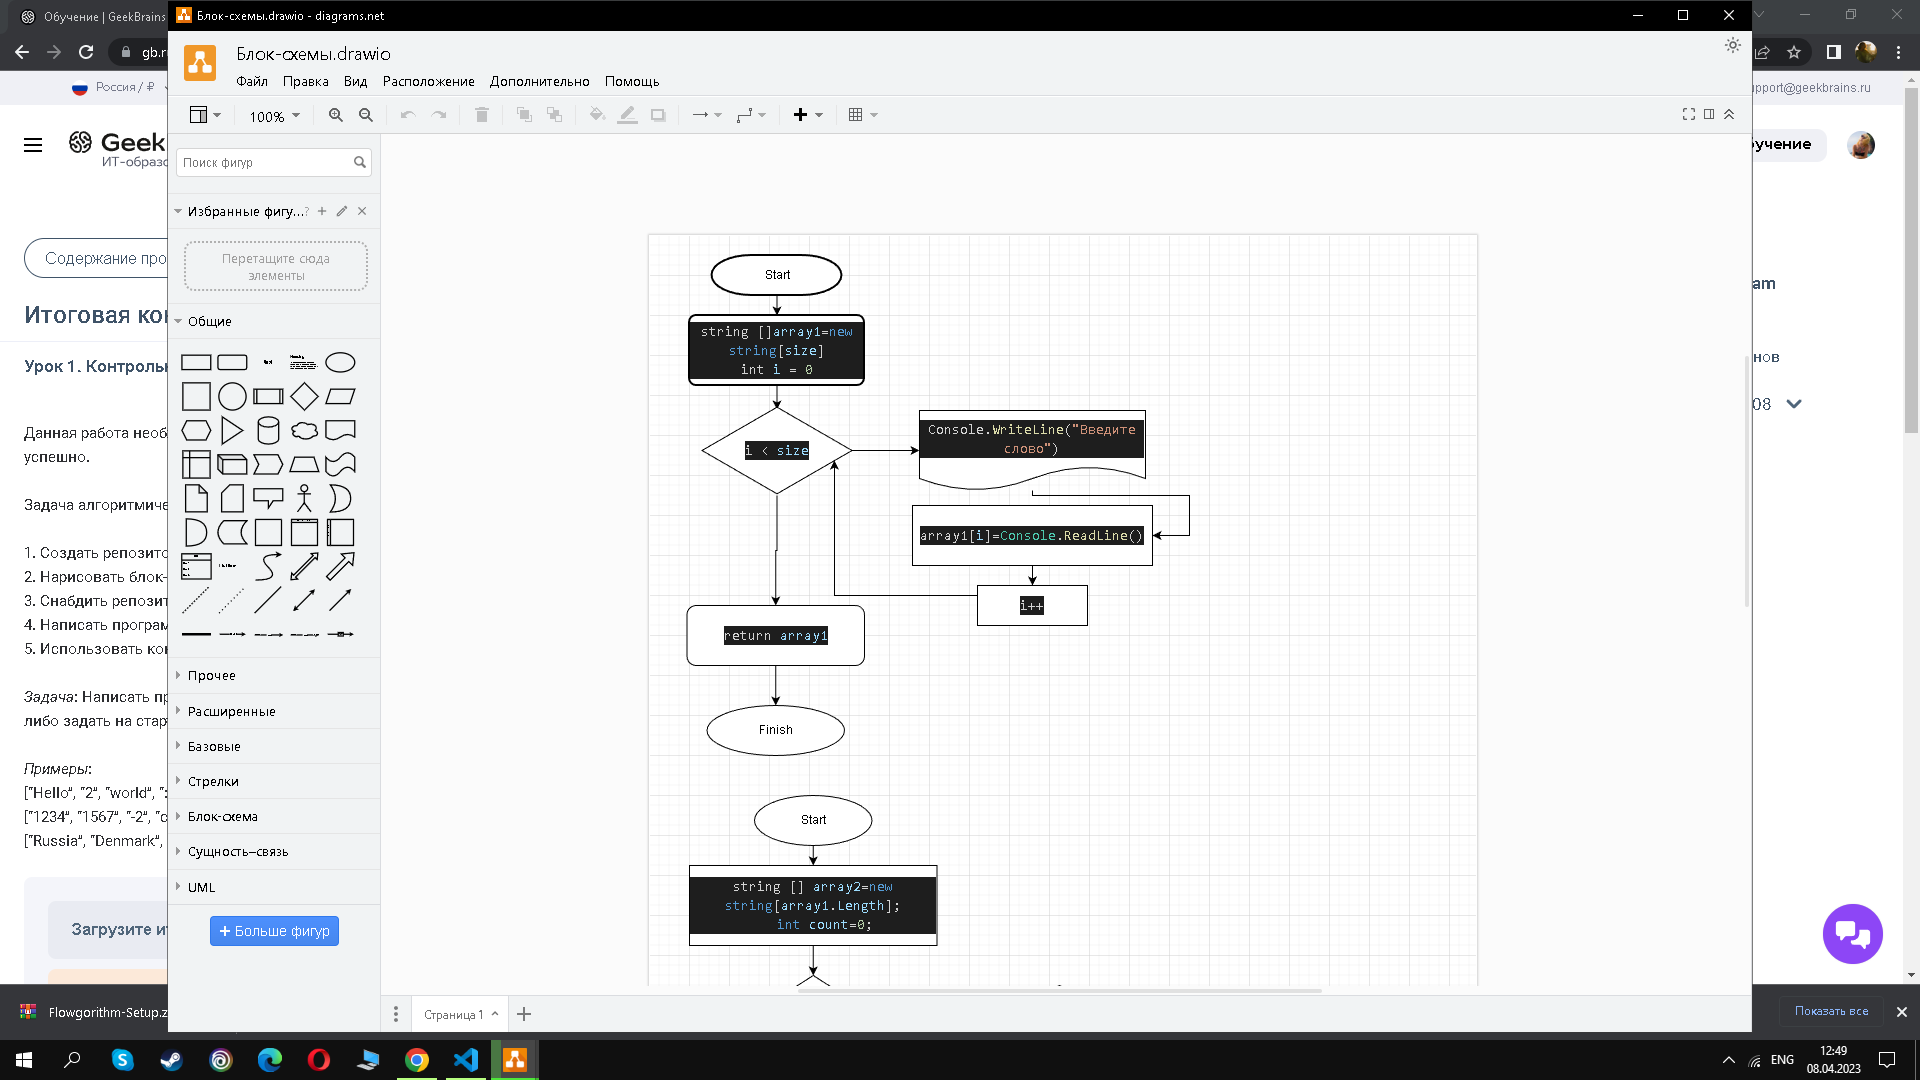 Обучение | GeekBrains
Блок-схемы.drawio - diagrams.net
gb.r
Блок-схемы.drawio
Файл Правка Вид Расположение Дополнительно Помощь
Россия / ₽
upport@geekbrains.ru
100%
Geek
ИТ-образо
учение
Поиск фигур
Избранные фигу...?
Перетащите сюда
элементы
Содержание про
Итоговая ко
Общие
Урок 1. Контроль
Данная работа необ
успешно.
Задача алгоритмиче
1. Создать репозито
2. Нарисовать блок-
3. Снабдить репозит
4. Написать програм
5. Использовать ко
Задача: Написать пр
либо задать на стар
Примеры:
["Hello", "2", "world", ":
["1234", "1567", "-2", "c
["Russia", "Denmark",
Загрузите и
Прочее
Расширенные
Базовые
Стрелки
Блок-схема
Сущность–связь
UML
+ Больше фигур
Start
string []array1=new
string[size]
int i = 0
i < size
Console.WriteLine("Введите
слово")
array1[i]=Console.ReadLine()
i++
return array1
Finish
Start
string [] array2=new
string[array1.Length];
int count=0;
am
нов
08
Страница 1
Flowgorithm-Setup.z
Показать все
ENG
12:49
08.04.2023